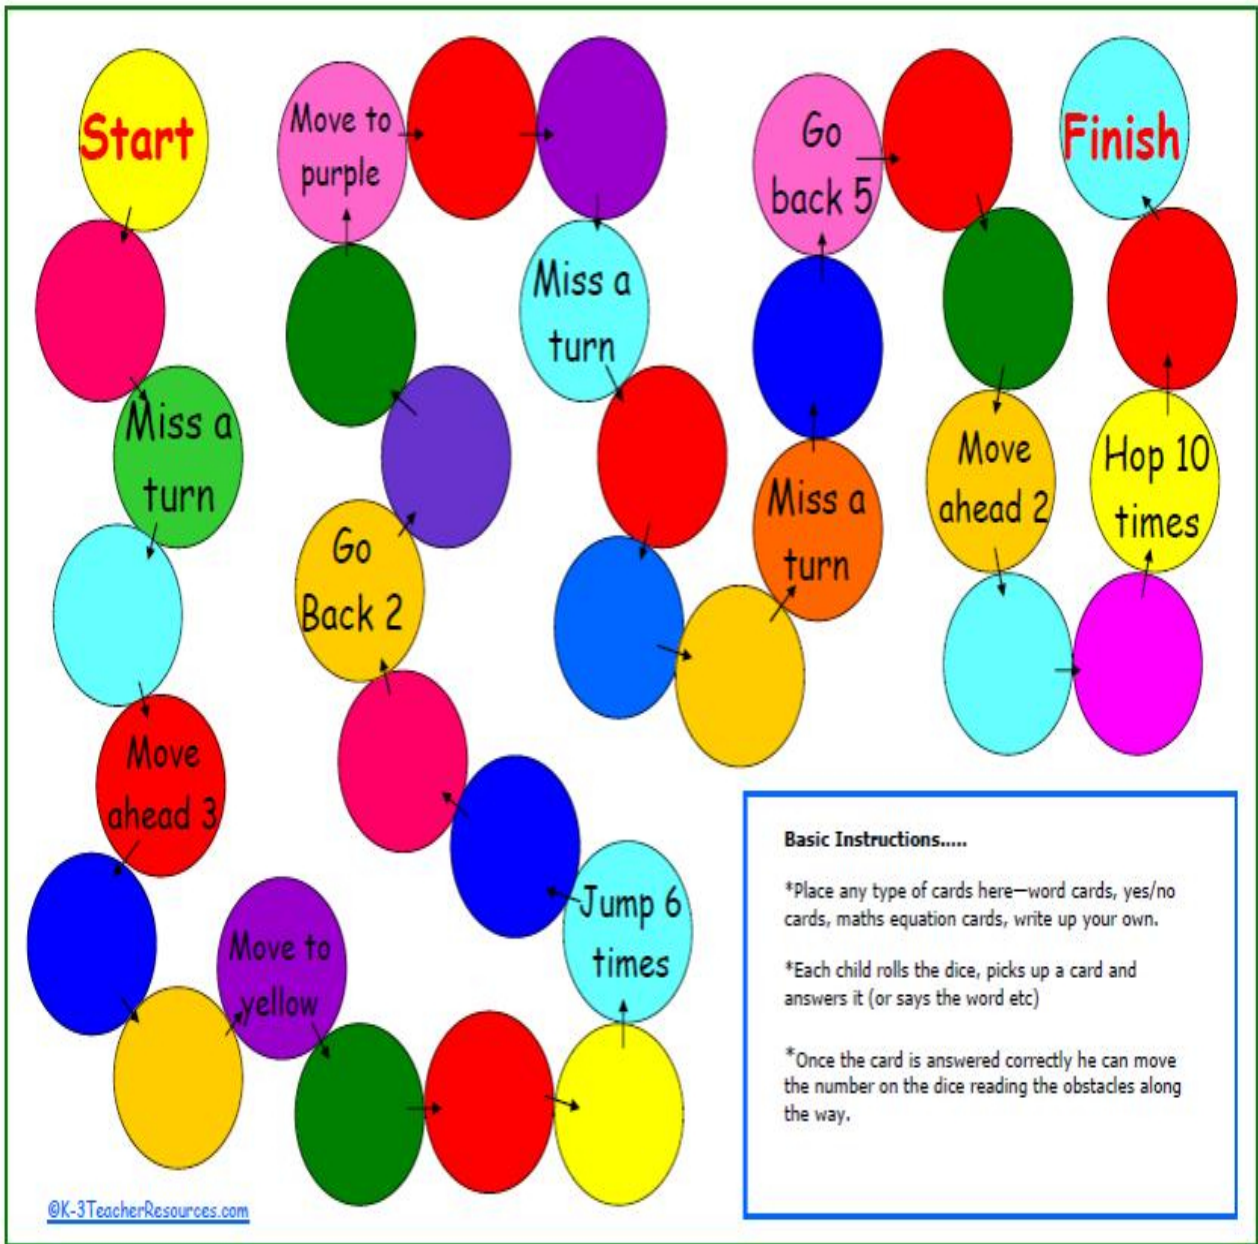 Start
Miss a
turn
Move
ahead 3
Move to
yellow
Jump 6
times
Go
Back 2
Move to
purple
Miss a
turn
Miss a
turn
Go
back 5
Move
ahead 2
Hop 10
times
Finish
Basic Instructions.....
*Place any type of cards here—word cards, yes/no
cards, maths equation cards, write up your own.
*Each child rolls the dice, picks up a card and
answers it (or says the word etc)
*Once the card is answered correctly he can move
the number on the dice reading the obstacles along
the way.
©K-3TeacherResources.com